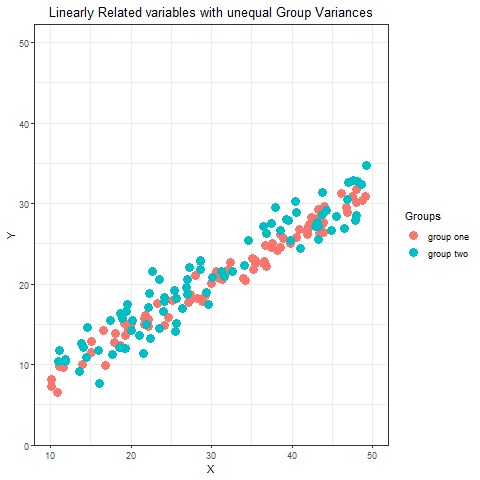 Linearly Related variables with unequal Group Variances
50
40
30
20
10
0
Y
10
20
30
40
50
X
Groups
group one
group two